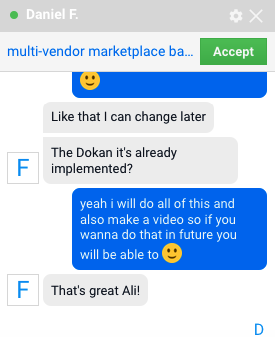 Daniel F.
multi-vendor marketplace ba...
Accept
🙂
Like that I can change later
The Dokan it's already
implemented?
F
yeah i will do all of this and
also make a video so if you
wanna do that in future you
will be able to 🙂
F
That's great Ali!
D